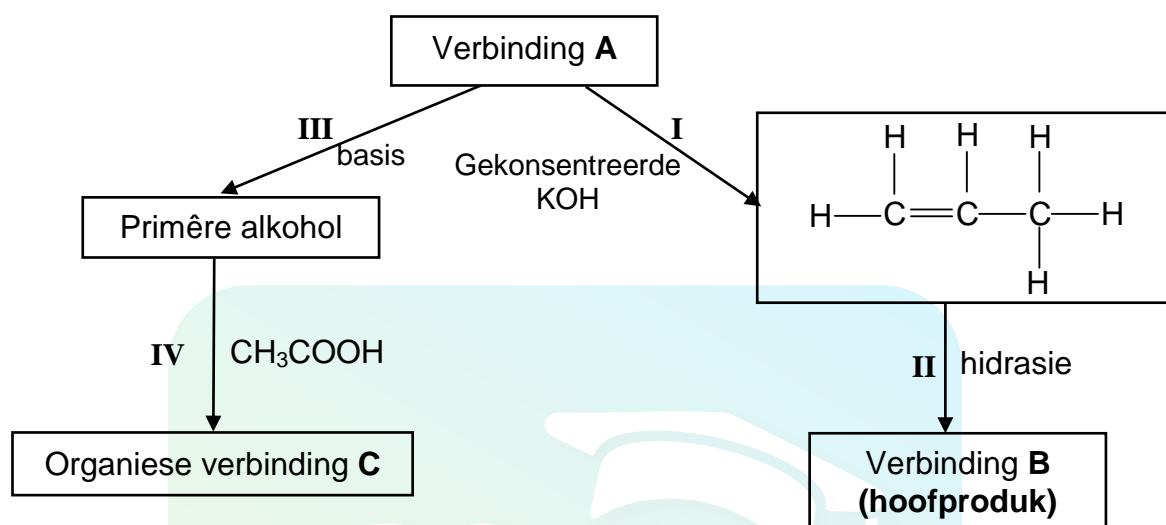 Verbinding A
III
basis
I
Gekonsentreerde
KOH
Primêre alkohol
H H H
H C C C H
H
IV
CH₃COOH
II
hidrasie
Organiese verbinding C
Verbinding B
(hoofproduk)